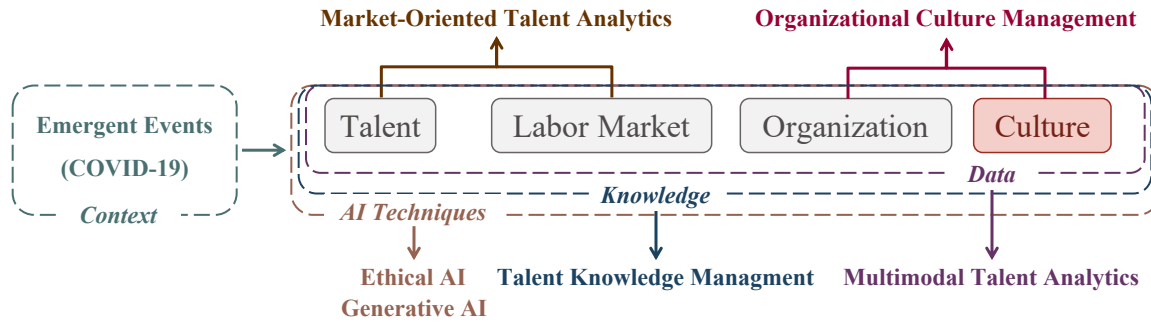 Market-Oriented Talent Analytics
Organizational Culture Management
Emergent Events
(COVID-19)
Context
Talent
Labor Market
Organization
Culture
Data
Knowledge
AI Techniques
Ethical AI
Generative AI
Talent Knowledge Managment
Multimodal Talent Analytics